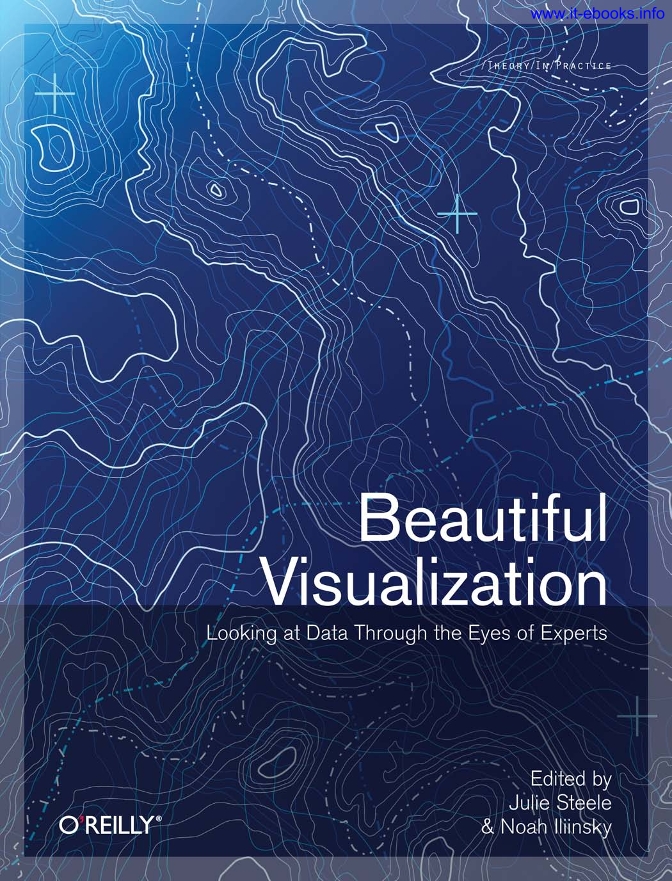 www.it-ebooks.info
/THEORY/IN/PRACTICE
Beautiful
Visualization
Looking at Data Through the Eyes of Experts
Edited by
Julie Steele
& Noah Iliinsky
O'REILLY®